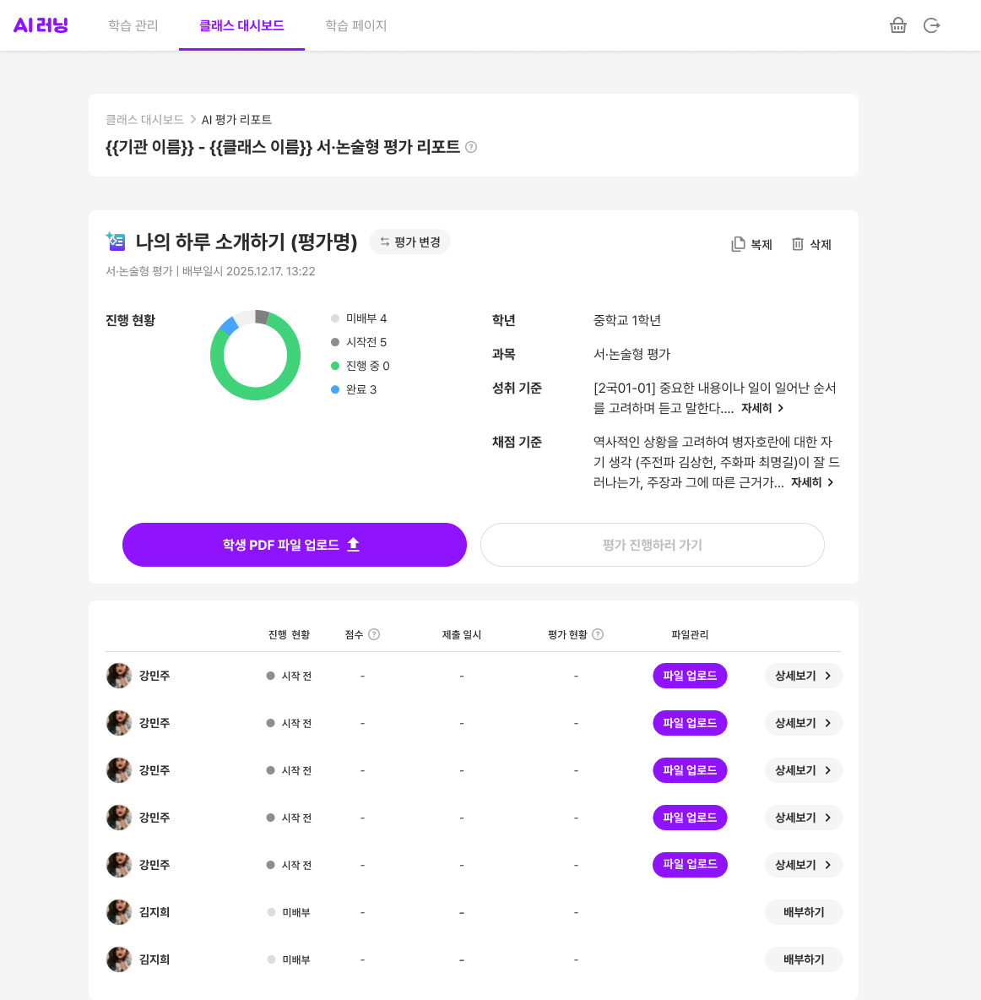 AI 러닝 학습 관리 클래스 대시보드 학습 페이지
클래스 대시보드 > AI 평가 리포트
{{기관 이름}} - {{클래스 이름}} 서·논술형 평가 리포트 ?
나의 하루 소개하기 (평가명) 평가 변경 복제 삭제
서·논술형 평가 | 배부일시 2025.12.17. 13:22
진행 현황
미배부 4
시작전 5
진행 중 0
완료 3
학년 중학교 1학년
과목 서·논술형 평가
성취 기준 [2국01-01] 중요한 내용이나 일이 일어난 순서
를 고려하며 듣고 말한다.... 자세히 >
채점 기준 역사적인 상황을 고려하여 병자호란에 대한 자
기 생각 (주전파 김상헌, 주화파 최명길)이 잘 드
러나는가, 주장과 그에 따른 근거가... 자세히 >
학생 PDF 파일 업로드 평가 진행하러 가기
진행 현황 점수 ? 제출 일시 평가 현황 ? 파일관리
강민주 시작 전 - - - 파일 업로드 상세보기 >
강민주 시작 전 - - - 파일 업로드 상세보기 >
강민주 시작 전 - - - 파일 업로드 상세보기 >
강민주 시작 전 - - - 파일 업로드 상세보기 >
강민주 시작 전 - - - 파일 업로드 상세보기 >
김지희 미배부 - - - 배부하기
김지희 미배부 - - - 배부하기